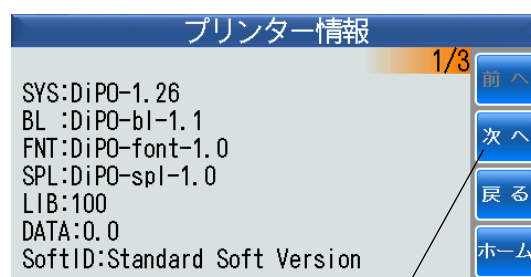 プリンター情報
1/3
前へ
SYS:DiPO-1.26
BL :DiPO-bl-1.1
FNT:DiPO-font-1.0
SPL:DiPO-spl-1.0
LIB:100
DATA:0.0
SoftID:Standard Soft Version
次へ
戻る
ホーム